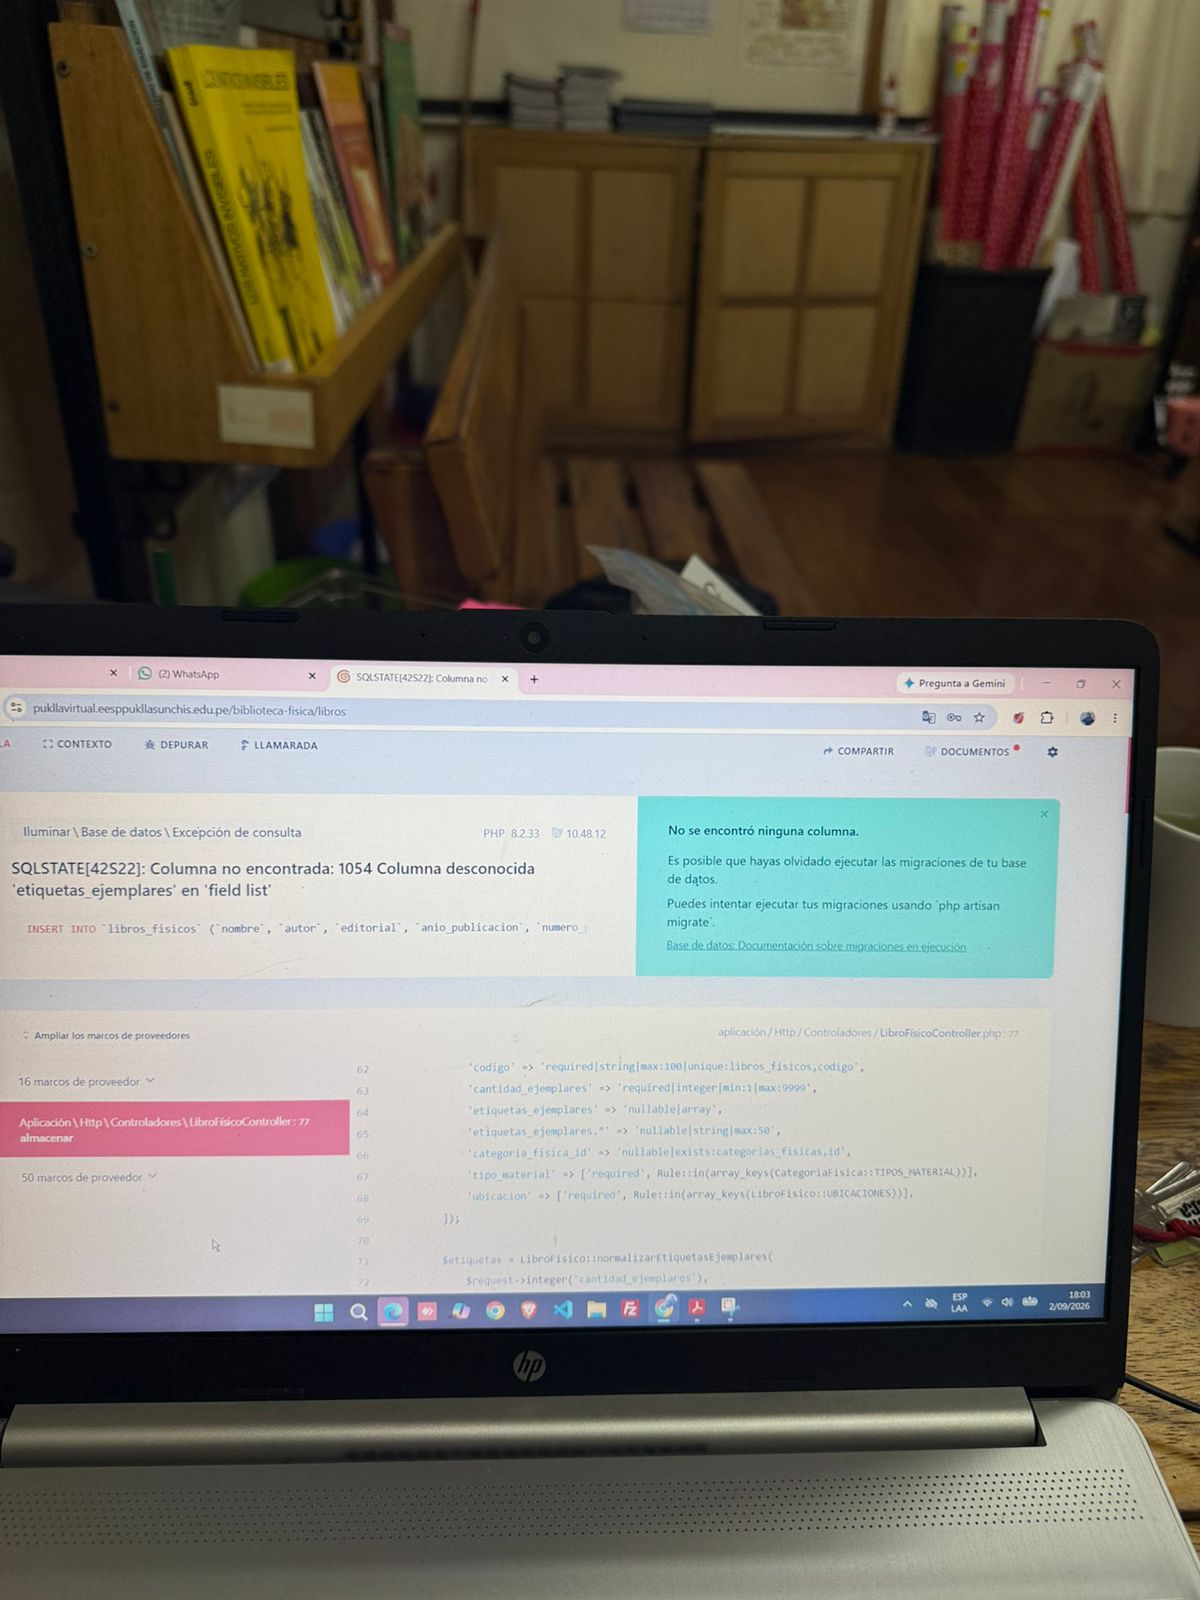 LOS PATIOS INVISIBLES
(2) WhatsApp
SQLSTATE[42S22]: Columna no
Pregunta a Gemini
pukllavirtual.eesppukllasunchis.edu.pe/biblioteca-fisica/libros
LA
CONTEXTO
DEPURAR
LLAMARADA
COMPARTIR
DOCUMENTOS
Iluminar \ Base de datos \ Excepción de consulta
PHP 8.2.33
10.48.12
SQLSTATE[42S22]: Columna no encontrada: 1054 Columna desconocida
'etiquetas_ejemplares' en 'field list'
INSERT INTO `libros_fisicos` (`nombre`, `autor`, `editorial`, `anio_publicacion`, `numero_
No se encontró ninguna columna.
Es posible que hayas olvidado ejecutar las migraciones de tu base
de datos.
Puedes intentar ejecutar tus migraciones usando `php artisan
migrate`.
Base de datos: Documentación sobre migraciones en ejecución
Ampliar los marcos de proveedores
16 marcos de proveedor
Aplicación \ Http \ Controladores \ LibroFisicoController : 77
almacenar
50 marcos de proveedor
aplicación / Http / Controladores / LibroFisicoController.php : 77
62 'codigo' => 'required|string|max:100|unique:libros_fisicos,codigo',
63 'cantidad_ejemplares' => 'required|integer|min:1|max:9999',
64 'etiquetas_ejemplares' => 'nullable|array',
65 'etiquetas_ejemplares.*' => 'nullable|string|max:50',
66 'categoria_fisica_id' => 'nullable|exists:categorias_fisicas,id',
67 'tipo_material' => ['required', Rule::in(array_keys(CategoriaFisica::TIPOS_MATERIAL))],
68 'ubicacion' => ['required', Rule::in(array_keys(LibroFisico::UBICACIONES))],
69 ]);
70
71 $etiquetas = LibroFisico::normalizarEtiquetasEjemplares(
72 $request->integer('cantidad_ejemplares'),
ESP
LAA
18:03
2/09/2026
hp